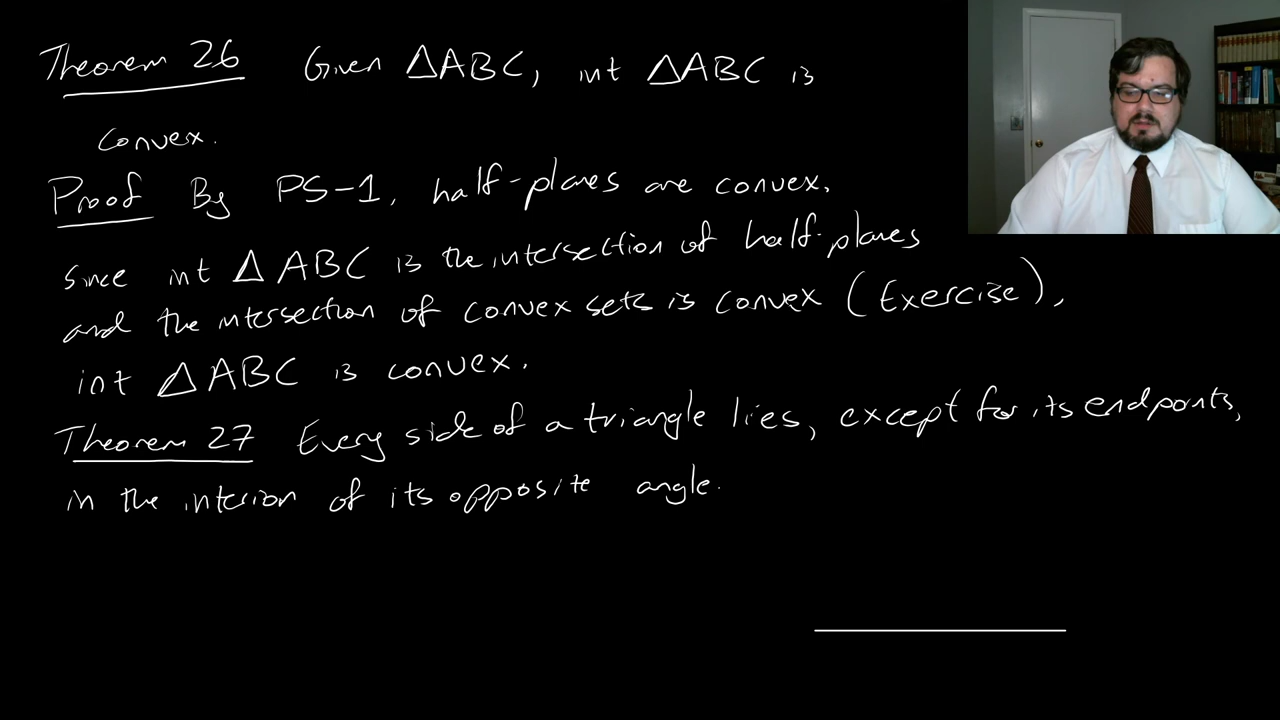 Theorem 26 Given △ABC, int △ABC is
convex.
Proof By PS-1, half-planes are convex.
Since int △ABC is the intersection of half-planes
and the intersection of convex sets is convex (Exercise),
int △ABC is convex.
Theorem 27 Every side of a triangle lies, except for its endpoints,
in the interior of its opposite angle.